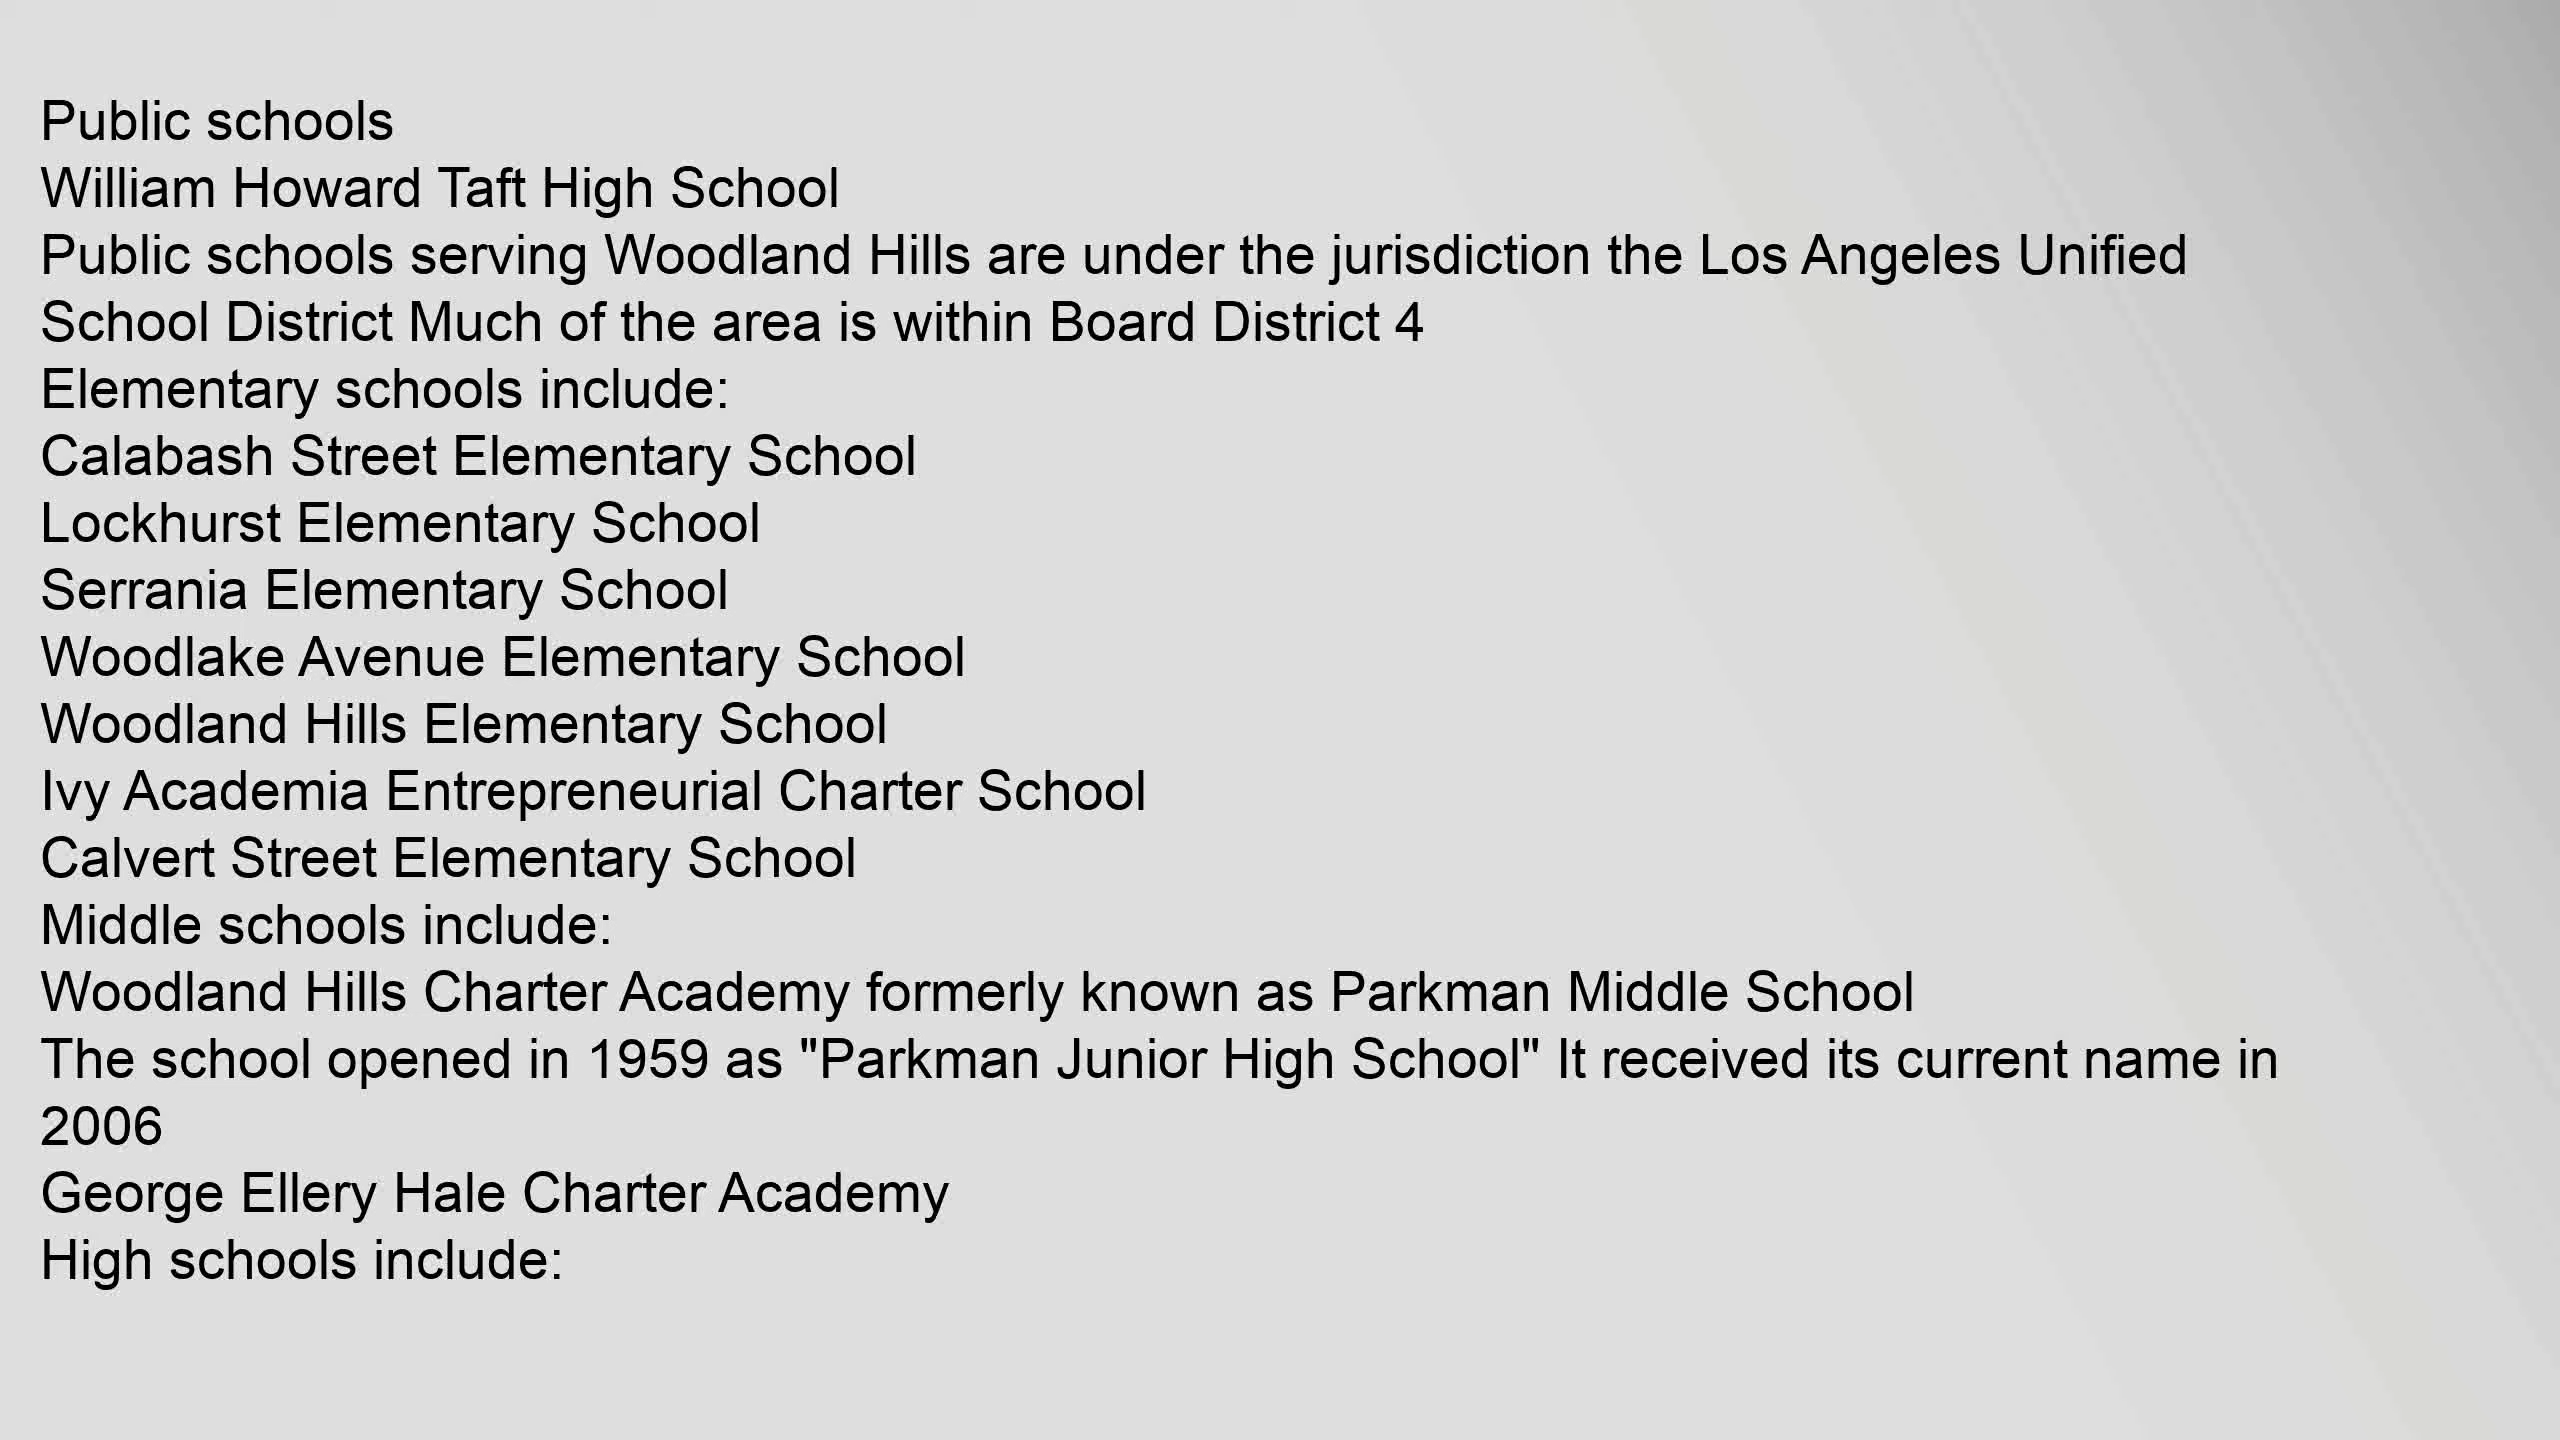 Public schools
William Howard Taft High School
Public schools serving Woodland Hills are under the jurisdiction the Los Angeles Unified
School District Much of the area is within Board District 4
Elementary schools include:
Calabash Street Elementary School
Lockhurst Elementary School
Serrania Elementary School
Woodlake Avenue Elementary School
Woodland Hills Elementary School
Ivy Academia Entrepreneurial Charter School
Calvert Street Elementary School
Middle schools include:
Woodland Hills Charter Academy formerly known as Parkman Middle School
The school opened in 1959 as "Parkman Junior High School" It received its current name in
2006
George Ellery Hale Charter Academy
High schools include: